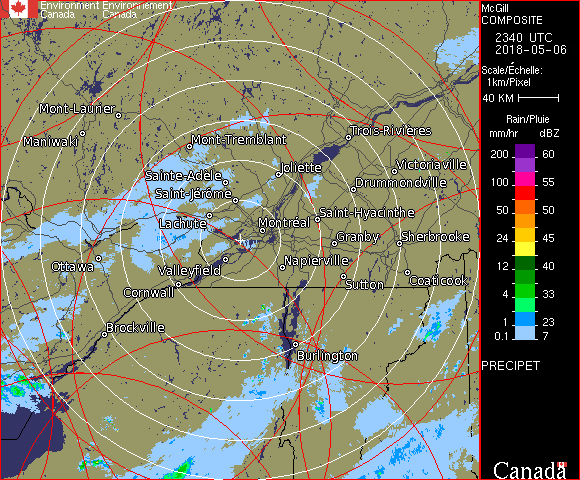 Environment Environnement
Canada Canada
McGill
COMPOSITE
2340 UTC
2018-05-06
Scale/Échelle:
1km/Pixel
40 KM
Rain/Pluie
mm/hr dBZ
200 60
100 55
50 50
24 45
12 40
4 33
1 23
0.1 7
PRECIPET
Canada
Mont-Laurier
Maniwaki
Mont-Tremblant
Trois-Rivières
Sainte-Adèle
Joliette
Victoriaville
Saint-Jérôme
Drummondville
Lachute
Montréal
Saint-Hyacinthe
Granby
Sherbrooke
Ottawa
Valleyfield
Napierville
Cornwall
Sutton
Coaticook
Brockville
Burlington